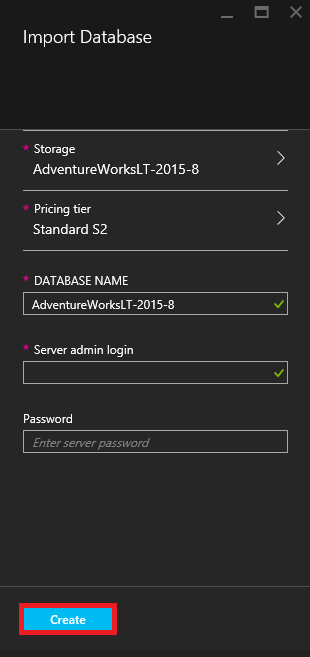 Import Database
* Storage
AdventureWorksLT-2015-8
* Pricing tier
Standard S2
* DATABASE NAME
AdventureWorksLT-2015-8
* Server admin login
Password
Enter server password
Create